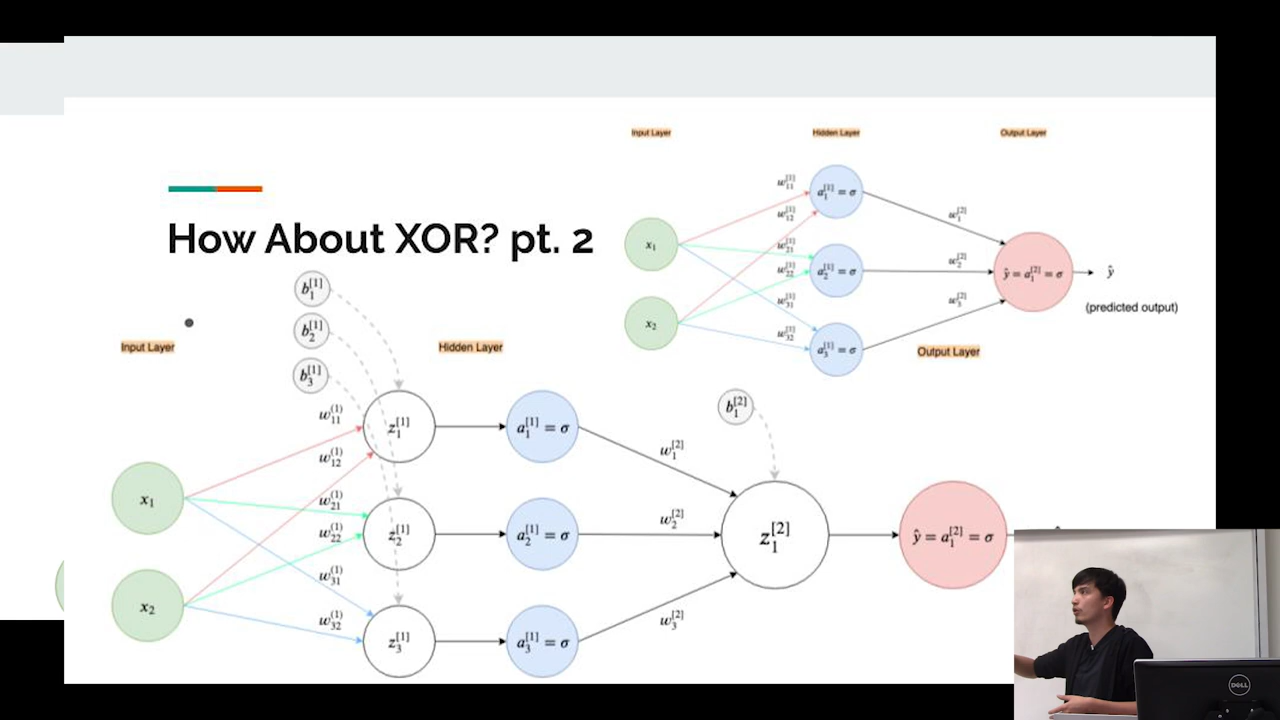 Input Layer Hidden Layer Output Layer
How About XOR? pt. 2
x₁
x₂
w₁₁^[1]
w₁₂^[1]
w₂₁^[1]
w₂₂^[1]
w₃₁^[1]
w₃₂^[1]
a₁^[1] = σ
a₂^[1] = σ
a₃^[1] = σ
w₁^[2]
w₂^[2]
w₃^[2]
ŷ = a₁^[2] = σ
ŷ
(predicted output)
Input Layer Hidden Layer Output Layer
b₁^[1]
b₂^[1]
b₃^[1]
x₁
x₂
w₁₁^(1)
w₁₂^(1)
w₂₁^(1)
w₂₂^(1)
w₃₁^(1)
w₃₂^(1)
z₁^[1]
z₂^[1]
z₃^[1]
a₁^[1] = σ
a₂^[1] = σ
a₃^[1] = σ
w₁^[2]
w₂^[2]
w₃^[2]
b₁^[2]
z₁^[2]
ŷ = a₁^[2] = σ
DELL